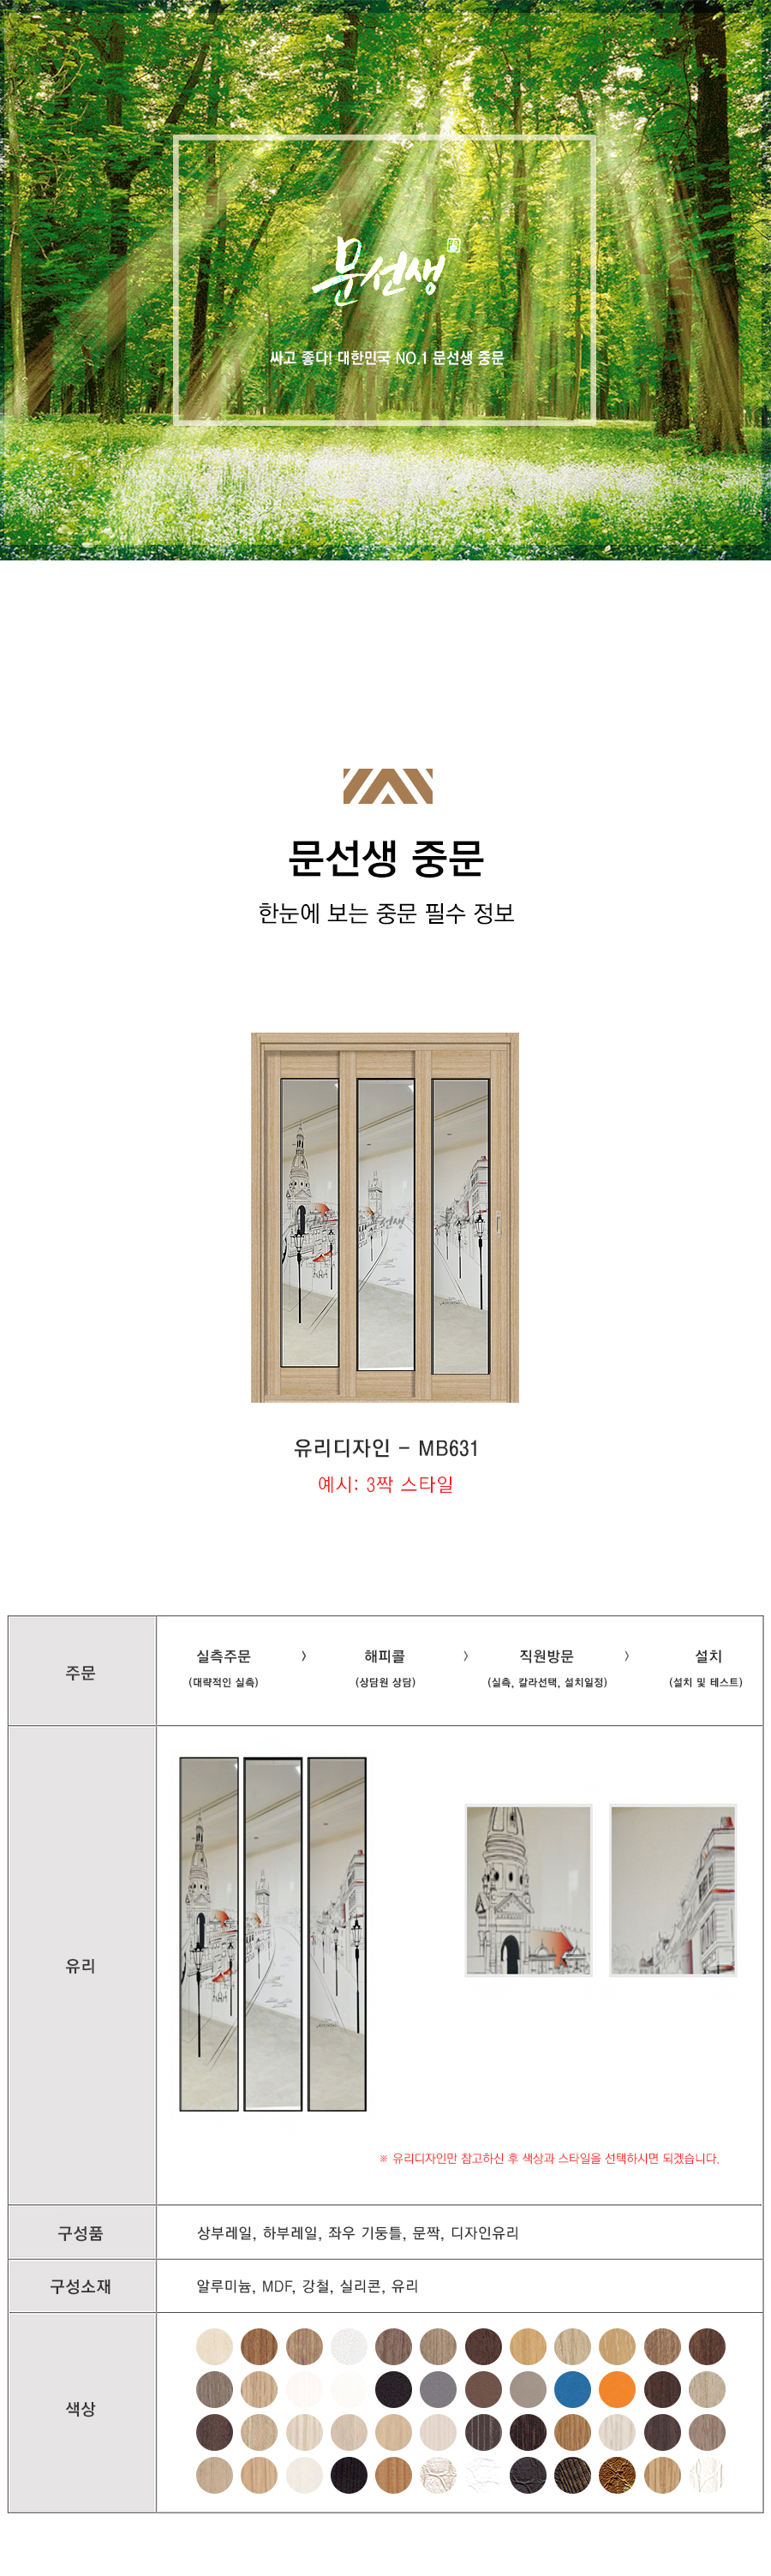 문선생
싸고 좋다! 대한민국 NO.1 문선생 중문
문선생 중문
한눈에 보는 중문 필수 정보
문선생 문선생
유리디자인 - MB631
예시: 3짝 스타일
주문
실측주문 > 해피콜 > 직원방문 > 설치
(대략적인 실측) (상담원 상담) (실측, 칼라선택, 설치일정) (설치 및 테스트)
유리
※ 유리디자인만 참고하신 후 색상과 스타일을 선택하시면 되겠습니다.
구성품
상부레일, 하부레일, 좌우 기둥틀, 문짝, 디자인유리
구성소재
알루미늄, MDF, 강철, 실리콘, 유리
색상